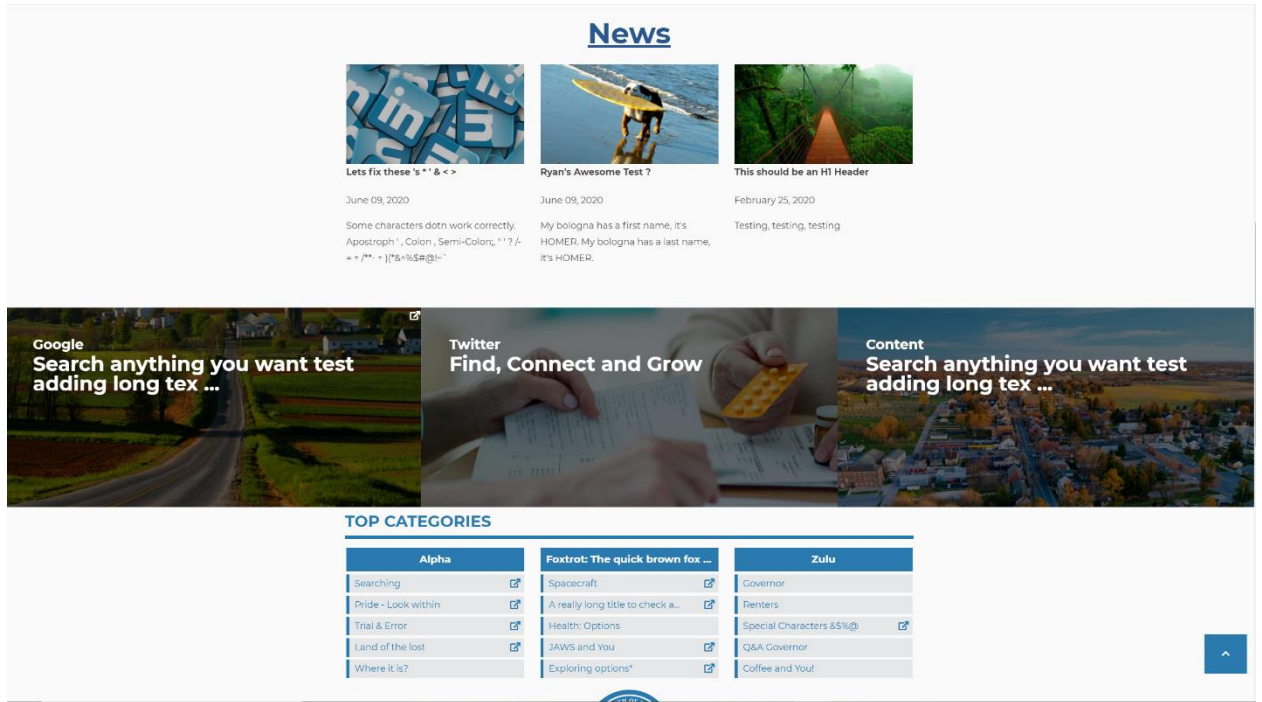 News
Lets fix these 's " ' & < >
June 09, 2020
Some characters dotn work correctly.
Apostroph ' , Colon , Semi-Colon;, " ' ? /-
= + /**- + )(*&^%$#@!~`
Ryan's Awesome Test ?
June 09, 2020
My bologna has a first name, it's
HOMER. My bologna has a last name,
it's HOMER.
This should be an H1 Header
February 25, 2020
Testing, testing, testing
Google
Search anything you want test
adding long tex ...
Twitter
Find, Connect and Grow
Content
Search anything you want test
adding long tex ...
TOP CATEGORIES
Alpha
Searching
Pride - Look within
Trial & Error
Land of the lost
Where it is?
Foxtrot: The quick brown fox ...
Spacecraft
A really long title to check a...
Health: Options
JAWS and You
Exploring options*
Zulu
Governor
Renters
Special Characters &$%@
Q&A Governor
Coffee and You!